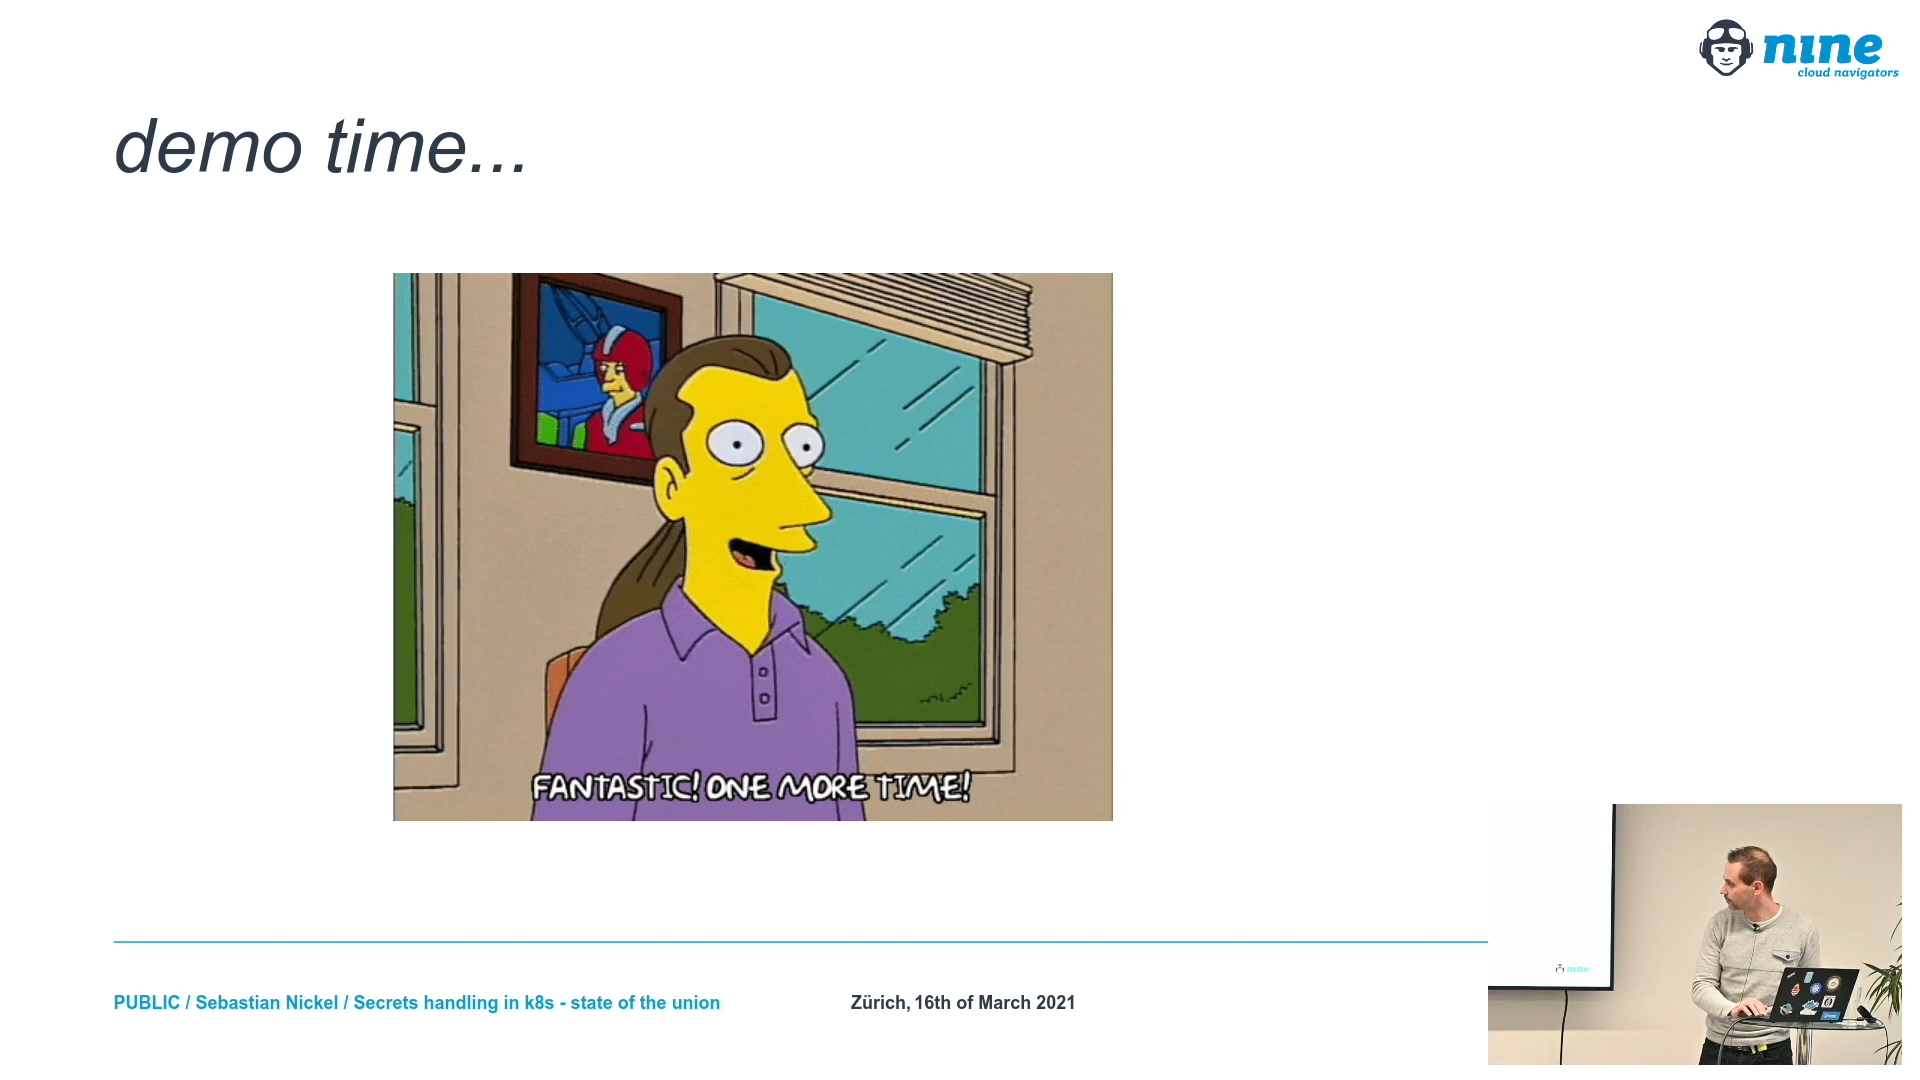 nine
cloud navigators
demo time...
FANTASTIC! ONE MORE TIME!
nine
PUBLIC / Sebastian Nickel / Secrets handling in k8s - state of the union
Zürich, 16th of March 2021